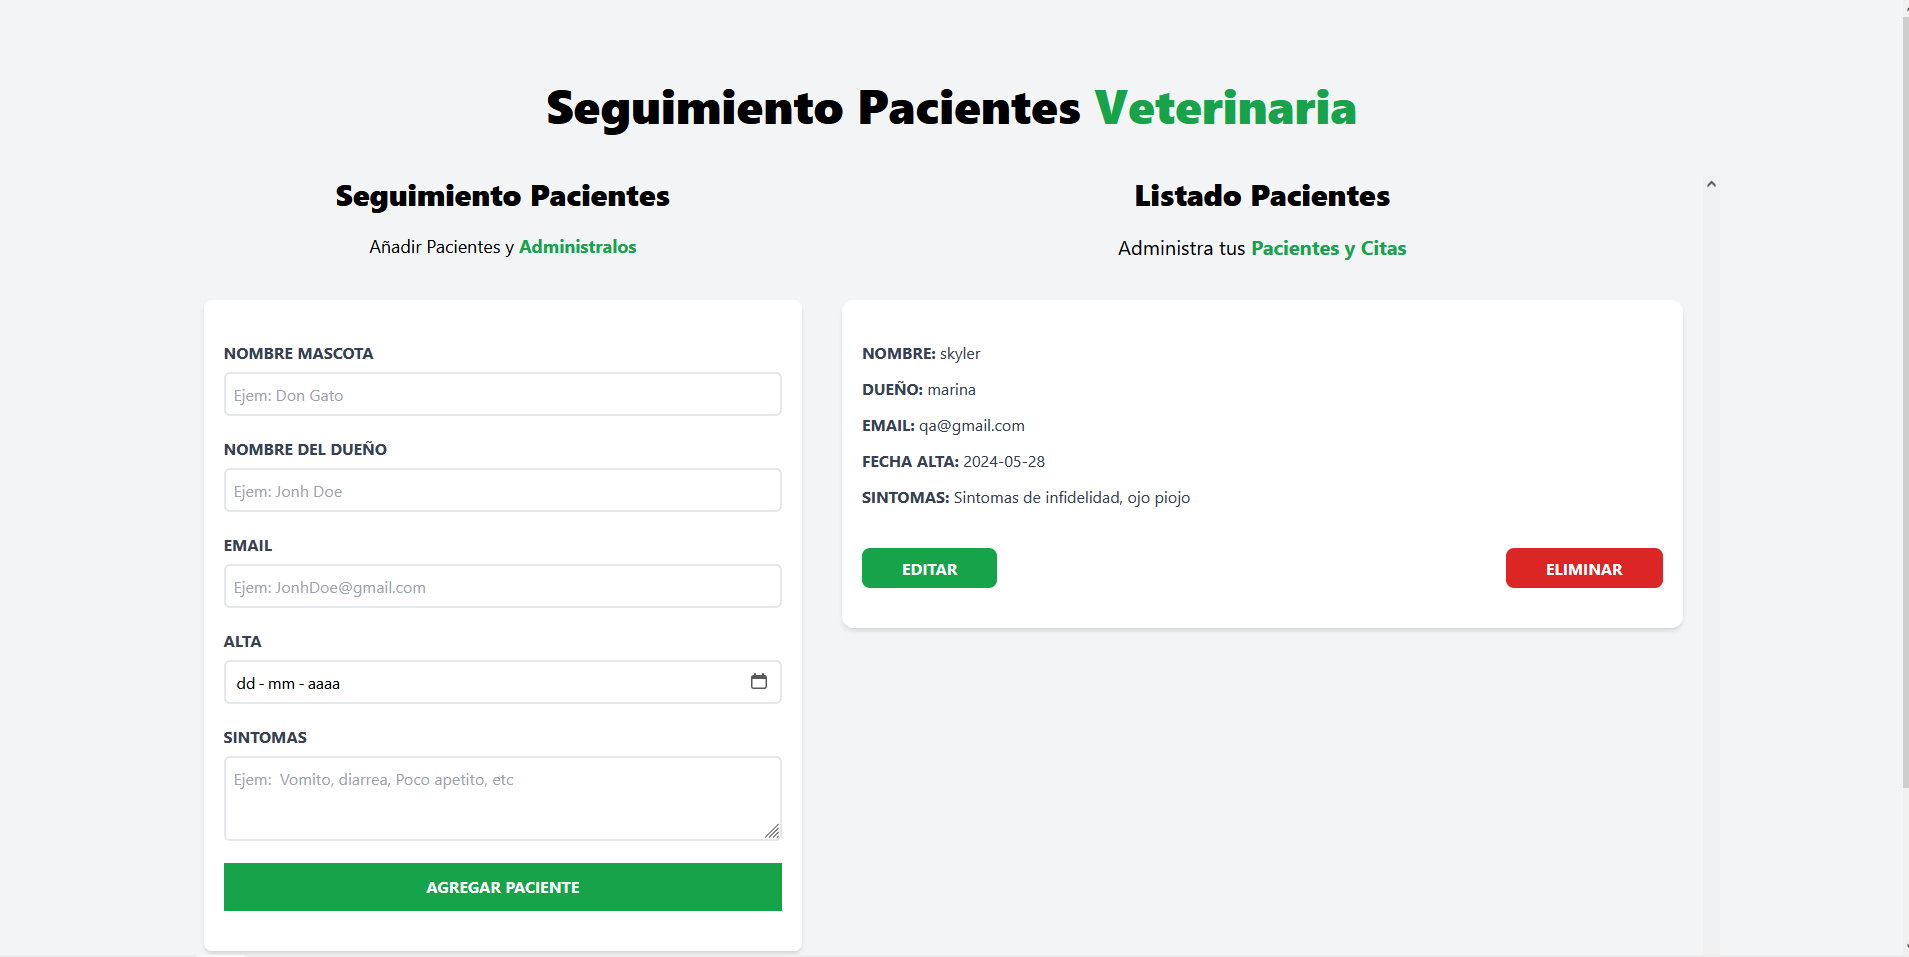 Seguimiento Pacientes Veterinaria
Seguimiento Pacientes
Añadir Pacientes y Administralos
NOMBRE MASCOTA
Ejem: Don Gato
NOMBRE DEL DUEÑO
Ejem: Jonh Doe
EMAIL
Ejem: JonhDoe@gmail.com
ALTA
dd - mm - aaaa
SINTOMAS
Ejem:  Vomito, diarrea, Poco apetito, etc
AGREGAR PACIENTE
Listado Pacientes
Administra tus Pacientes y Citas
NOMBRE: skyler
DUEÑO: marina
EMAIL: qa@gmail.com
FECHA ALTA: 2024-05-28
SINTOMAS: Sintomas de infidelidad, ojo piojo
EDITAR
ELIMINAR